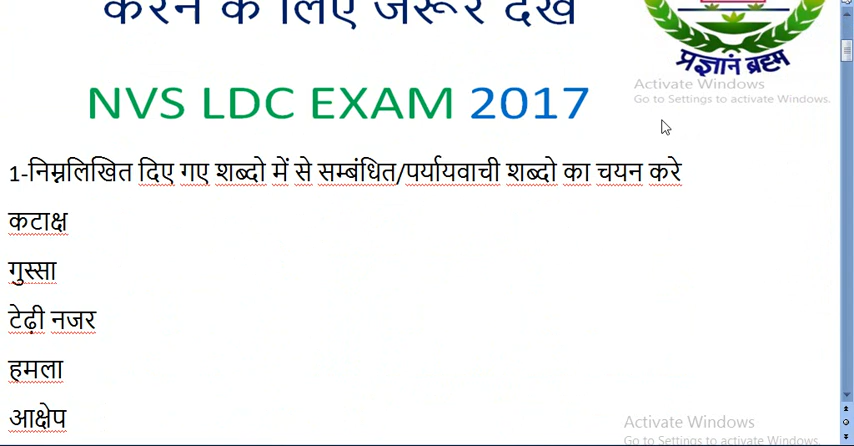 करने के लिए जरूर देखे
प्रज्ञानं ब्रह्म
Activate Windows
Go to Settings to activate Windows.
NVS LDC EXAM 2017
1-निम्नलिखित दिए गए शब्दो में से सम्बंधित/पर्यायवाची शब्दो का चयन करे
कटाक्ष
गुस्सा
टेढ़ी नजर
हमला
आक्षेप
Activate Windows
Go to Settings to activate Windows.